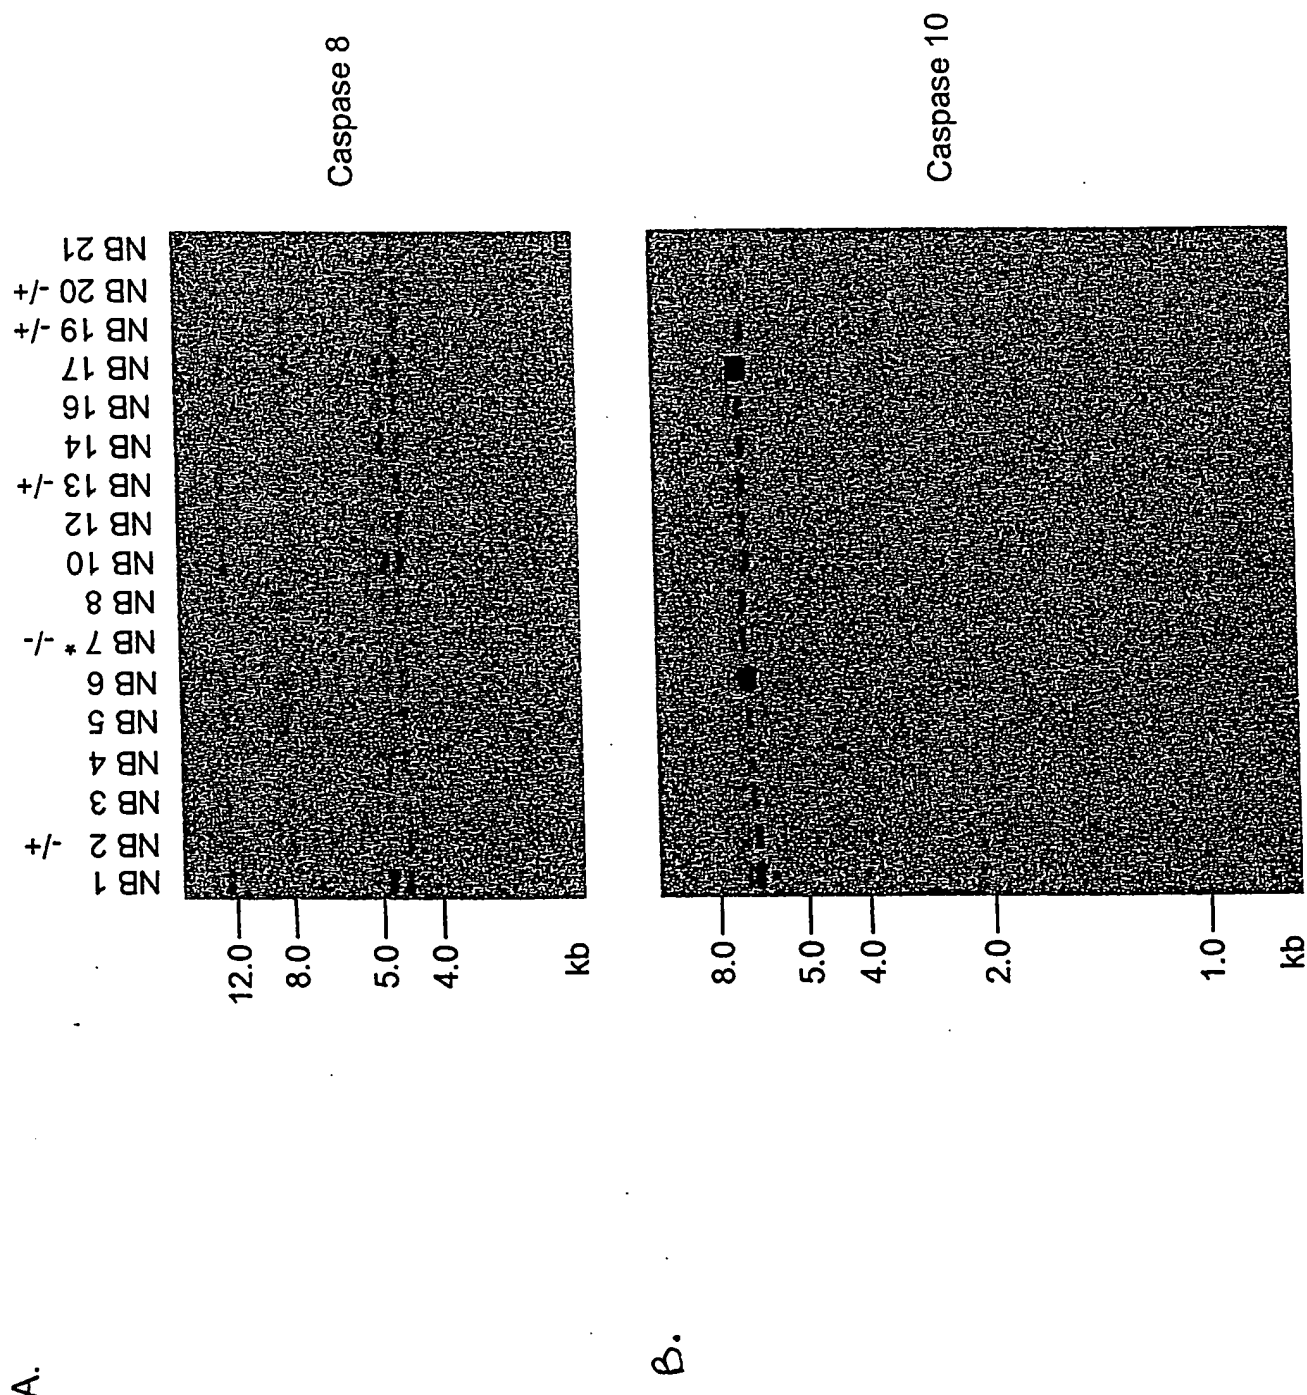 A.
NB 1
NB 2 -/+
NB 3
NB 4
NB 5
NB 6
NB 7 * -/-
NB 8
NB 10
NB 12
NB 13 -/+
NB 14
NB 16
NB 17
NB 19 -/+
NB 20 -/+
NB 21
12.0
8.0
5.0
4.0
kb
Caspase 8
B.
8.0
5.0
4.0
2.0
1.0
kb
Caspase 10